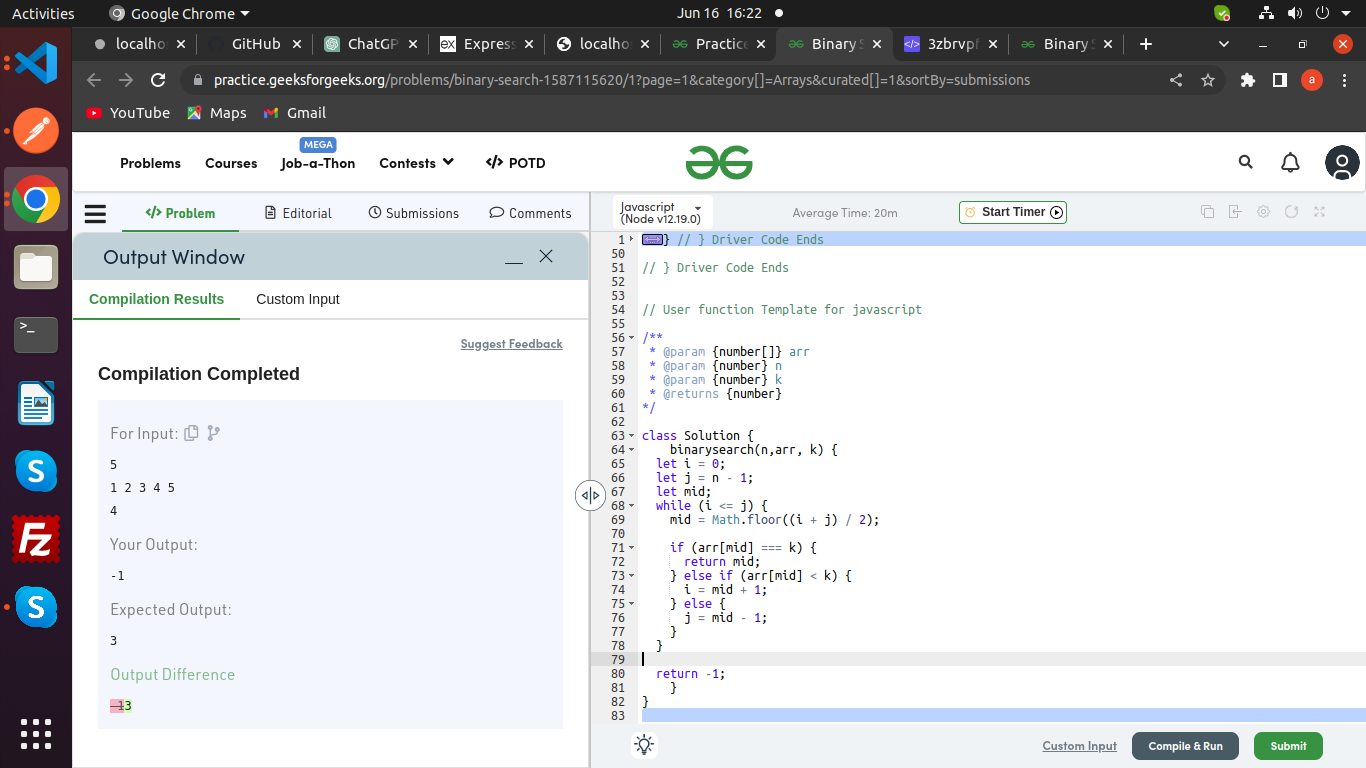 Activities
Google Chrome
Jun 16 16:22
localho
GitHub
ChatGP
Express
localho
Practice
Binary S
3zbrvpf
Binary S
practice.geeksforgeeks.org/problems/binary-search-1587115620/1?page=1&category[]=Arrays&curated[]=1&sortBy=submissions
a
YouTube
Maps
Gmail
Problems
Courses
MEGA
Job-a-Thon
Contests
</> POTD
</> Problem
Editorial
Submissions
Comments
Javascript
(Node v12.19.0)
Average Time: 20m
Start Timer
Output Window
Compilation Results
Custom Input
Suggest Feedback
Compilation Completed
For Input:
5
1 2 3 4 5
4
Your Output:
-1
Expected Output:
3
Output Difference
-13
1 } // } Driver Code Ends
50
51 // } Driver Code Ends
52
53
54 // User function Template for javascript
55
56 /**
57 * @param {number[]} arr
58 * @param {number} n
59 * @param {number} k
60 * @returns {number}
61 */
62
63 class Solution {
64 binarysearch(n,arr, k) {
65 let i = 0;
66 let j = n - 1;
67 let mid;
68 while (i <= j) {
69 mid = Math.floor((i + j) / 2);
70
71 if (arr[mid] === k) {
72 return mid;
73 } else if (arr[mid] < k) {
74 i = mid + 1;
75 } else {
76 j = mid - 1;
77 }
78 }
79
80 return -1;
81 }
82 }
83
Custom Input
Compile & Run
Submit